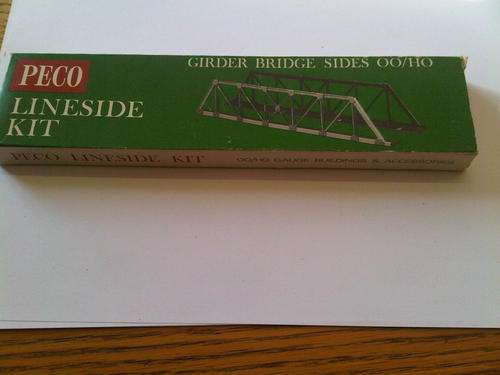 GIRDER BRIDGE SIDES OO/HO
PECO
LINESIDE
KIT
PECO LINESIDE KIT OO/HO GAUGE BUILDINGS & ACCESSORIES